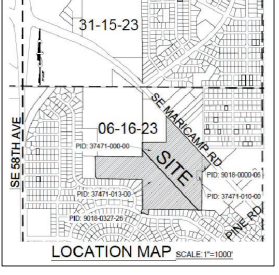 31-15-23
SE MARICAMP RD
06-16-23
SE 58TH AVE
PID: 37471-000-00
SITE
PID: 9018-0000-06
PID: 37471-013-00
PID: 37471-010-00
PID: 9018-0327-26
PINE RD
LOCATION MAP SCALE: 1"=1000'